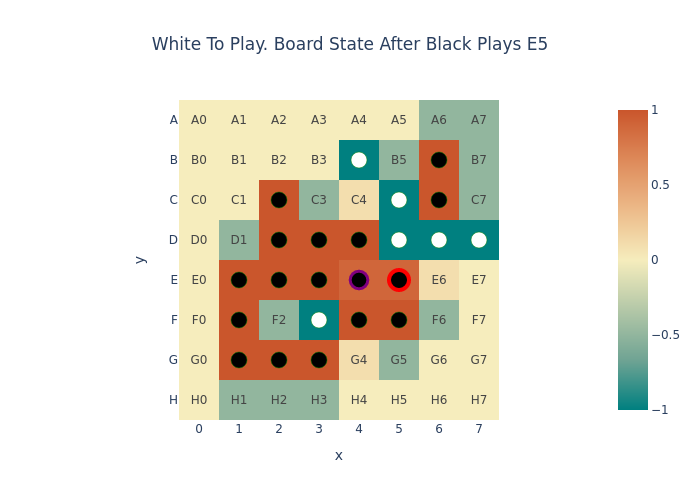 White To Play. Board State After Black Plays E5
A A0 A1 A2 A3 A4 A5 A6 A7 1
B B0 B1 B2 B3 B5 B7
C C0 C1 C3 C4 C7 0.5
D D0 D1
y E E0 E6 E7 0
F F0 F2 F6 F7 −0.5
G G0 G4 G5 G6 G7
H H0 H1 H2 H3 H4 H5 H6 H7 −1
0 1 2 3 4 5 6 7
x